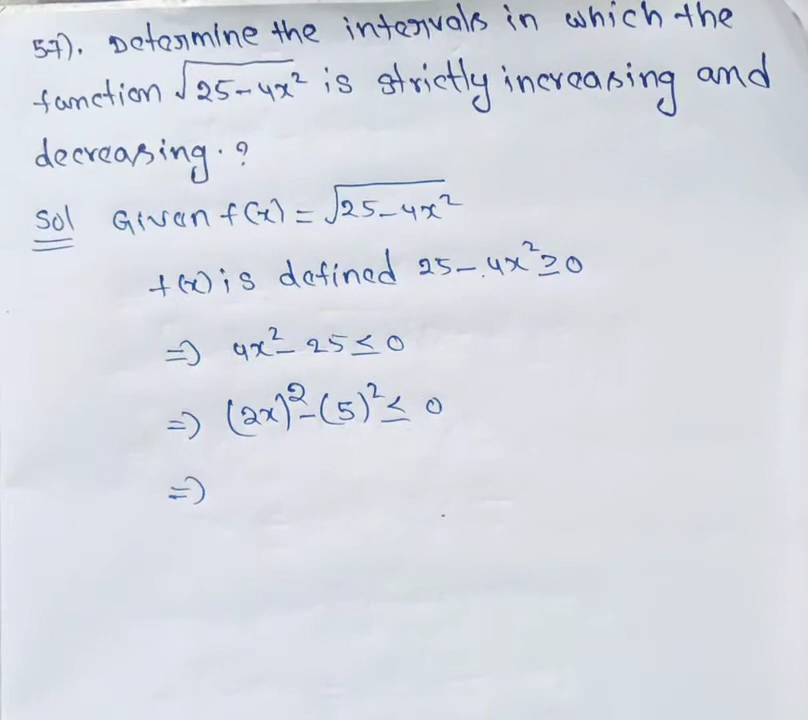 57). Determine the intervals in which the
function √25-4x² is strictly increasing and
decreasing.?
Sol Given f(x) = √25-4x²
f(x) is defined 25-4x² ≥ 0
=) 4x² - 25 ≤ 0
=) (2x)² - (5)² ≤ 0
=)